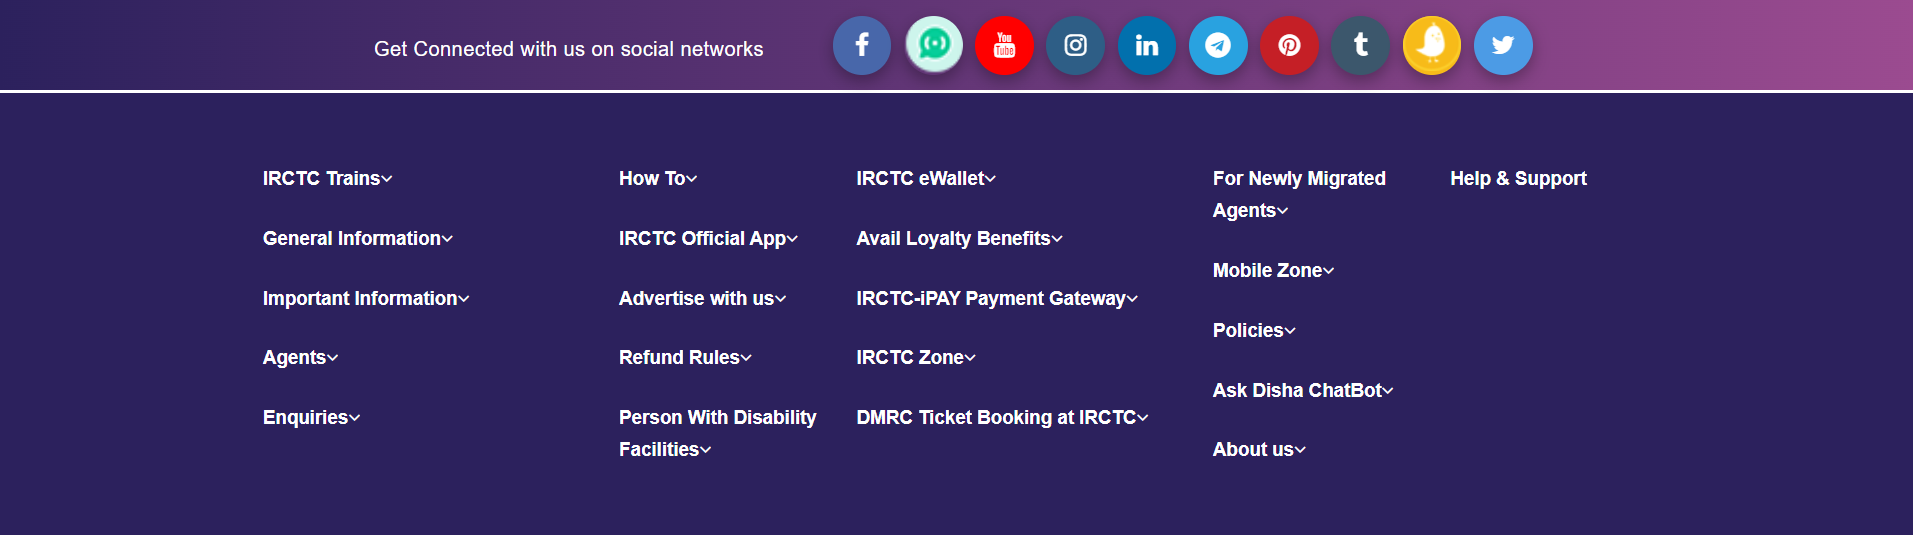 Get Connected with us on social networks
You
Tube
IRCTC Trains
General Information
Important Information
Agents
Enquiries
How To
IRCTC Official App
Advertise with us
Refund Rules
Person With Disability
Facilities
IRCTC eWallet
Avail Loyalty Benefits
IRCTC-iPAY Payment Gateway
IRCTC Zone
DMRC Ticket Booking at IRCTC
For Newly Migrated
Agents
Mobile Zone
Policies
Ask Disha ChatBot
About us
Help & Support